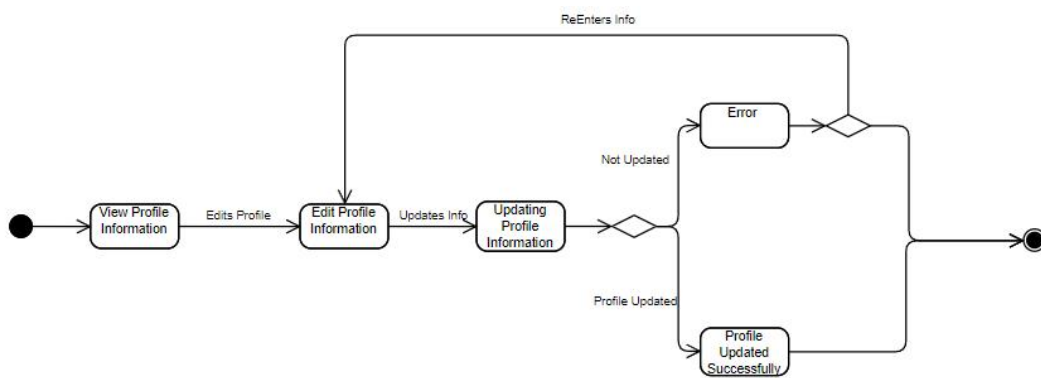 ReEnters Info
Error
Not Updated
View Profile
Information
Edits Profile
Edit Profile
Information
Updates Info
Updating
Profile
Information
Profile Updated
Profile
Updated
Successfully